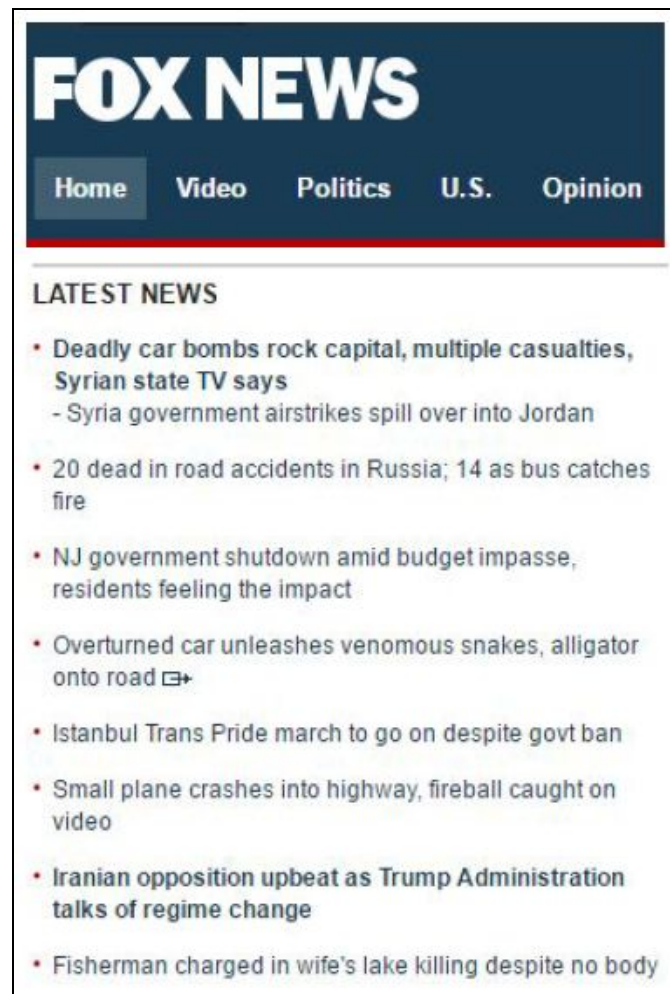 FOX NEWS
Home Video Politics U.S. Opinion
LATEST NEWS
• Deadly car bombs rock capital, multiple casualties,
Syrian state TV says
- Syria government airstrikes spill over into Jordan
• 20 dead in road accidents in Russia; 14 as bus catches
fire
• NJ government shutdown amid budget impasse,
residents feeling the impact
• Overturned car unleashes venomous snakes, alligator
onto road
• Istanbul Trans Pride march to go on despite govt ban
• Small plane crashes into highway, fireball caught on
video
• Iranian opposition upbeat as Trump Administration
talks of regime change
• Fisherman charged in wife's lake killing despite no body